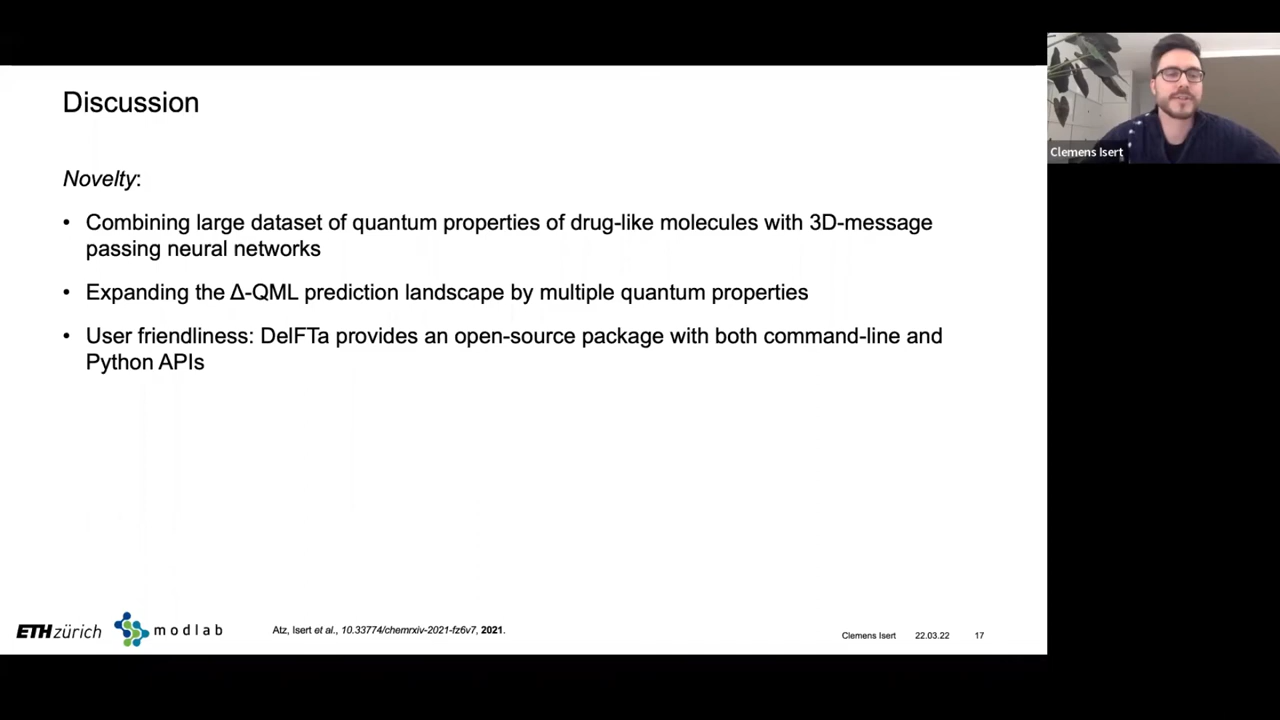 Discussion
Clemens Isert
Novelty:
• Combining large dataset of quantum properties of drug-like molecules with 3D-message
passing neural networks
• Expanding the Δ-QML prediction landscape by multiple quantum properties
• User friendliness: DelFTa provides an open-source package with both command-line and
Python APIs
ETH zürich modlab Atz, Isert et al., 10.33774/chemrxiv-2021-fz6v7, 2021. Clemens Isert 22.03.22 17